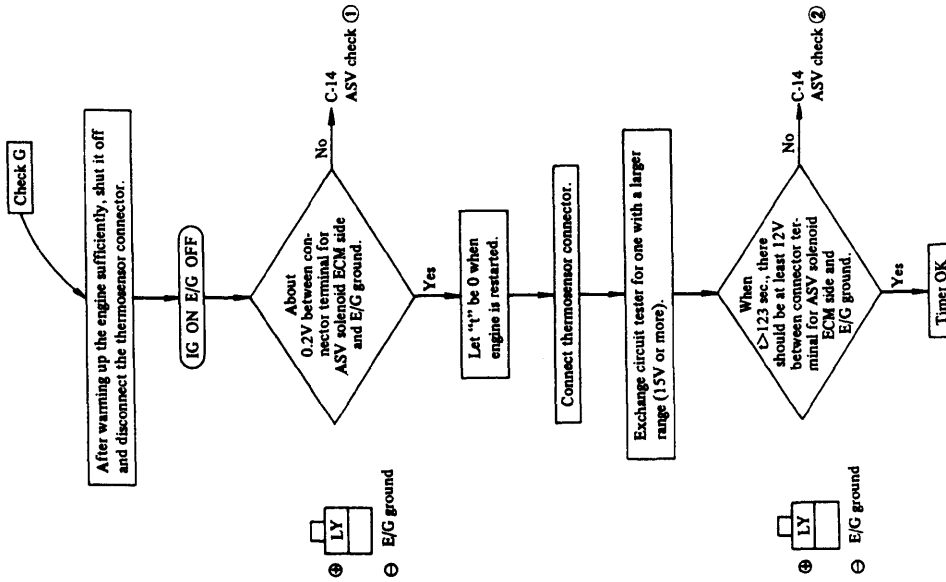 Check G
After warming up the engine sufficiently, shut it off
and disconnect the thermosensor connector.
IG ON E/G OFF
About
0.2V between con-
nector terminal for
ASV solenoid ECM side
and E/G ground.
No
C-14
ASV check ①
⊕
LY
⊖ E/G ground
Yes
Let “t” be 0 when
engine is restarted.
Connect thermosensor connector.
Exchange circuit tester for one with a larger
range (15V or more).
When
t>123 sec., there
should be at least 12V
between connector ter-
minal for ASV solenoid
ECM side and
E/G ground.
No
C-14
ASV check ②
⊕
LY
⊖ E/G ground
Yes
Timer OK